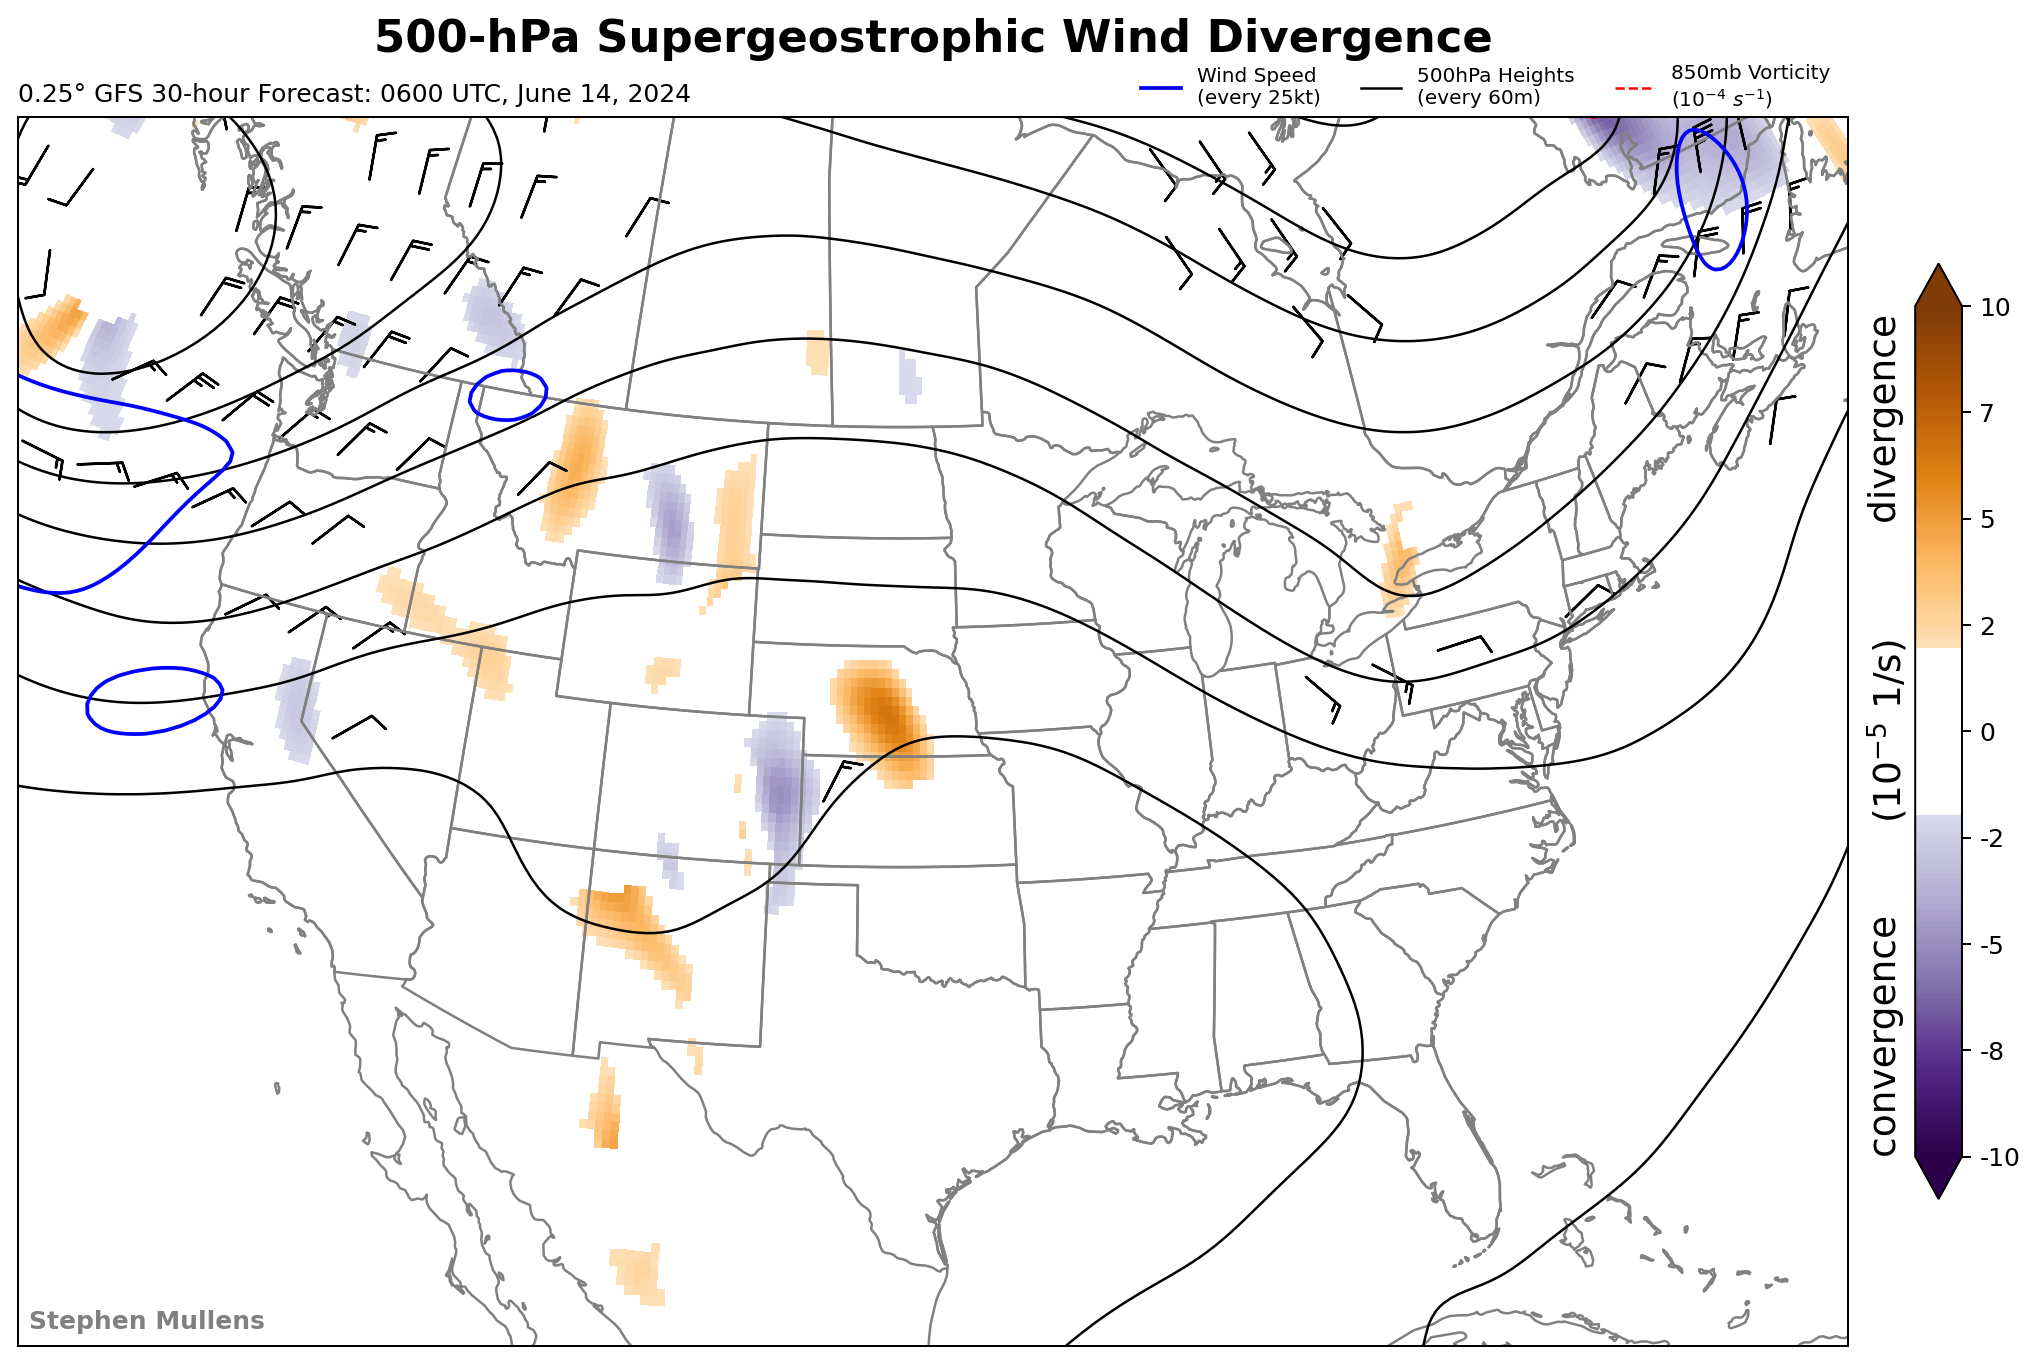 500-hPa Supergeostrophic Wind Divergence
0.25° GFS 30-hour Forecast: 0600 UTC, June 14, 2024
Wind Speed
(every 25kt)
500hPa Heights
(every 60m)
850mb Vorticity
(10⁻⁴ s⁻¹)
10
7
5
2
0
-2
-5
-8
-10
convergence (10⁻⁵ 1/s) divergence
Stephen Mullens